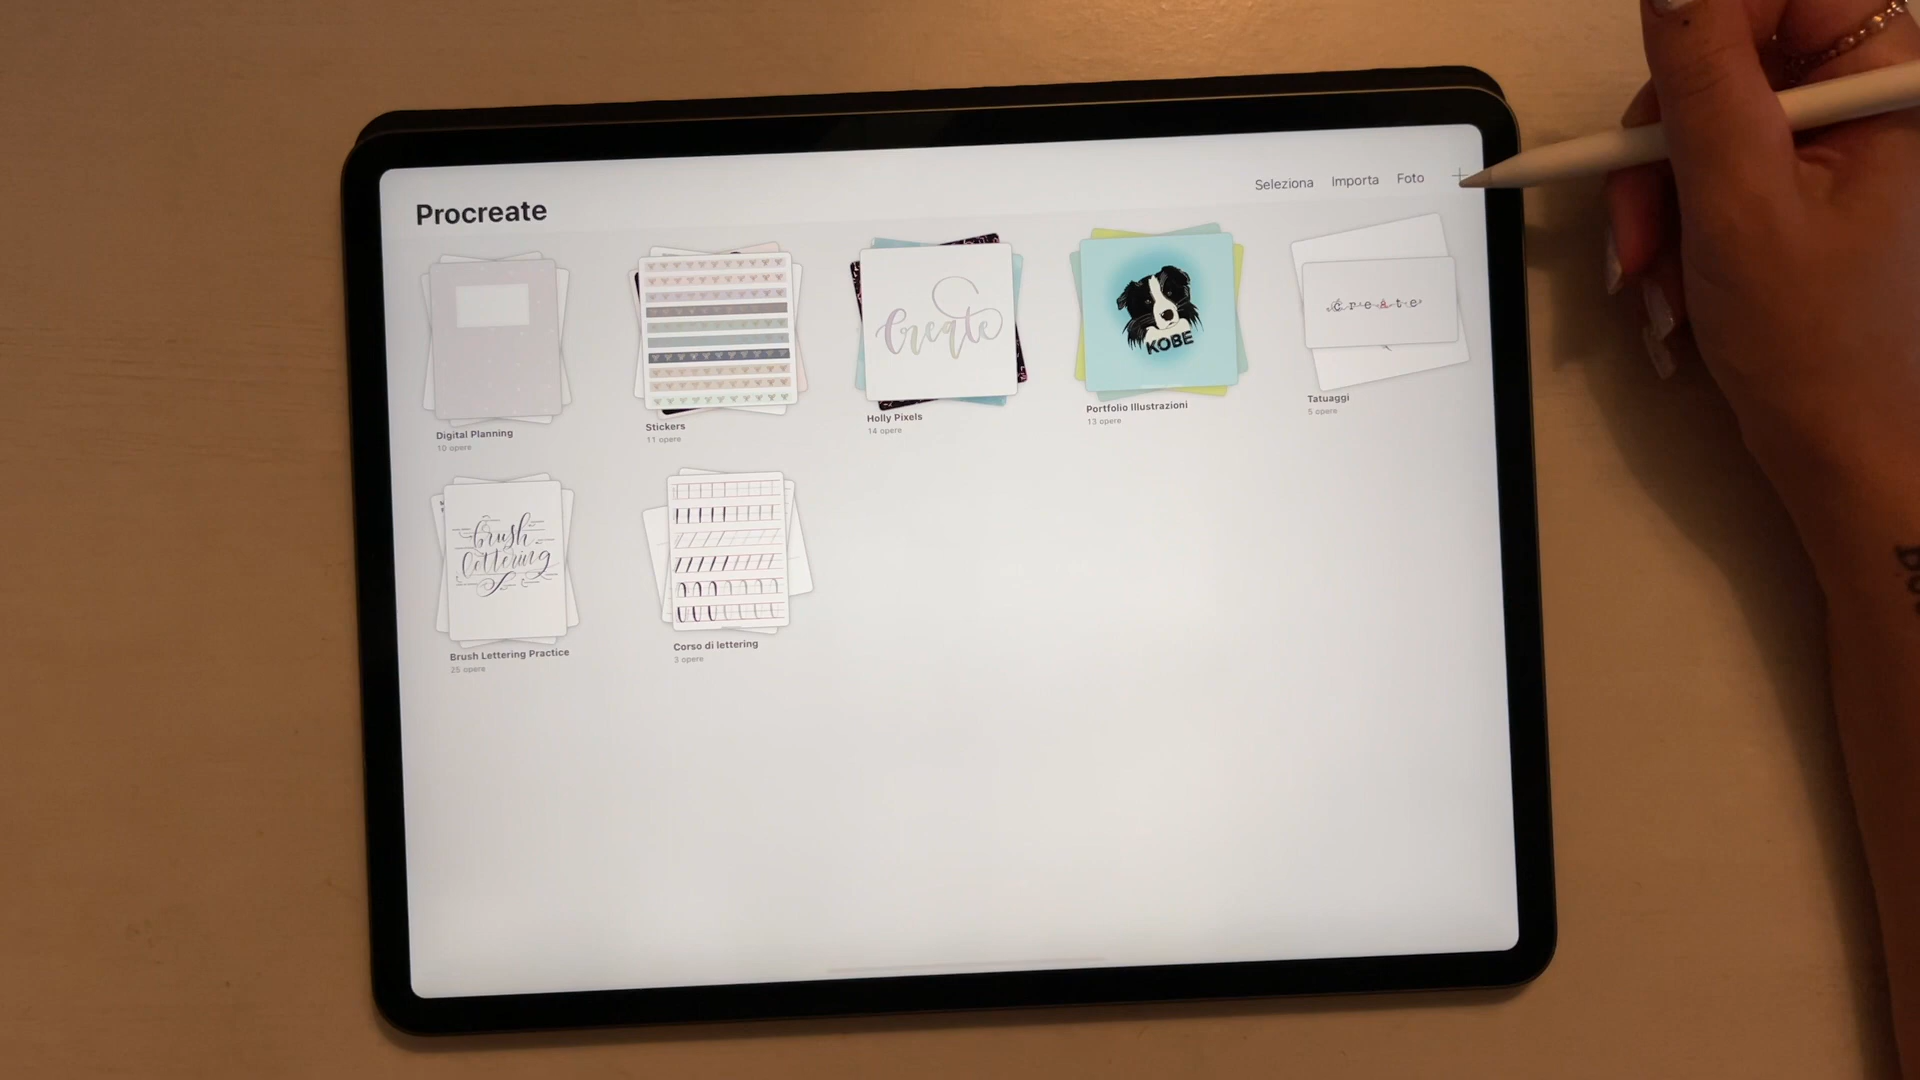 Seleziona Importa Foto +
Procreate
create
create
KOBE
Digital Planning
10 opere
Stickers
11 opere
Holly Pixels
14 opere
Portfolio Illustrazioni
13 opere
Tatuaggi
5 opere
brush
lettering
Brush Lettering Practice
25 opere
Corso di lettering
3 opere